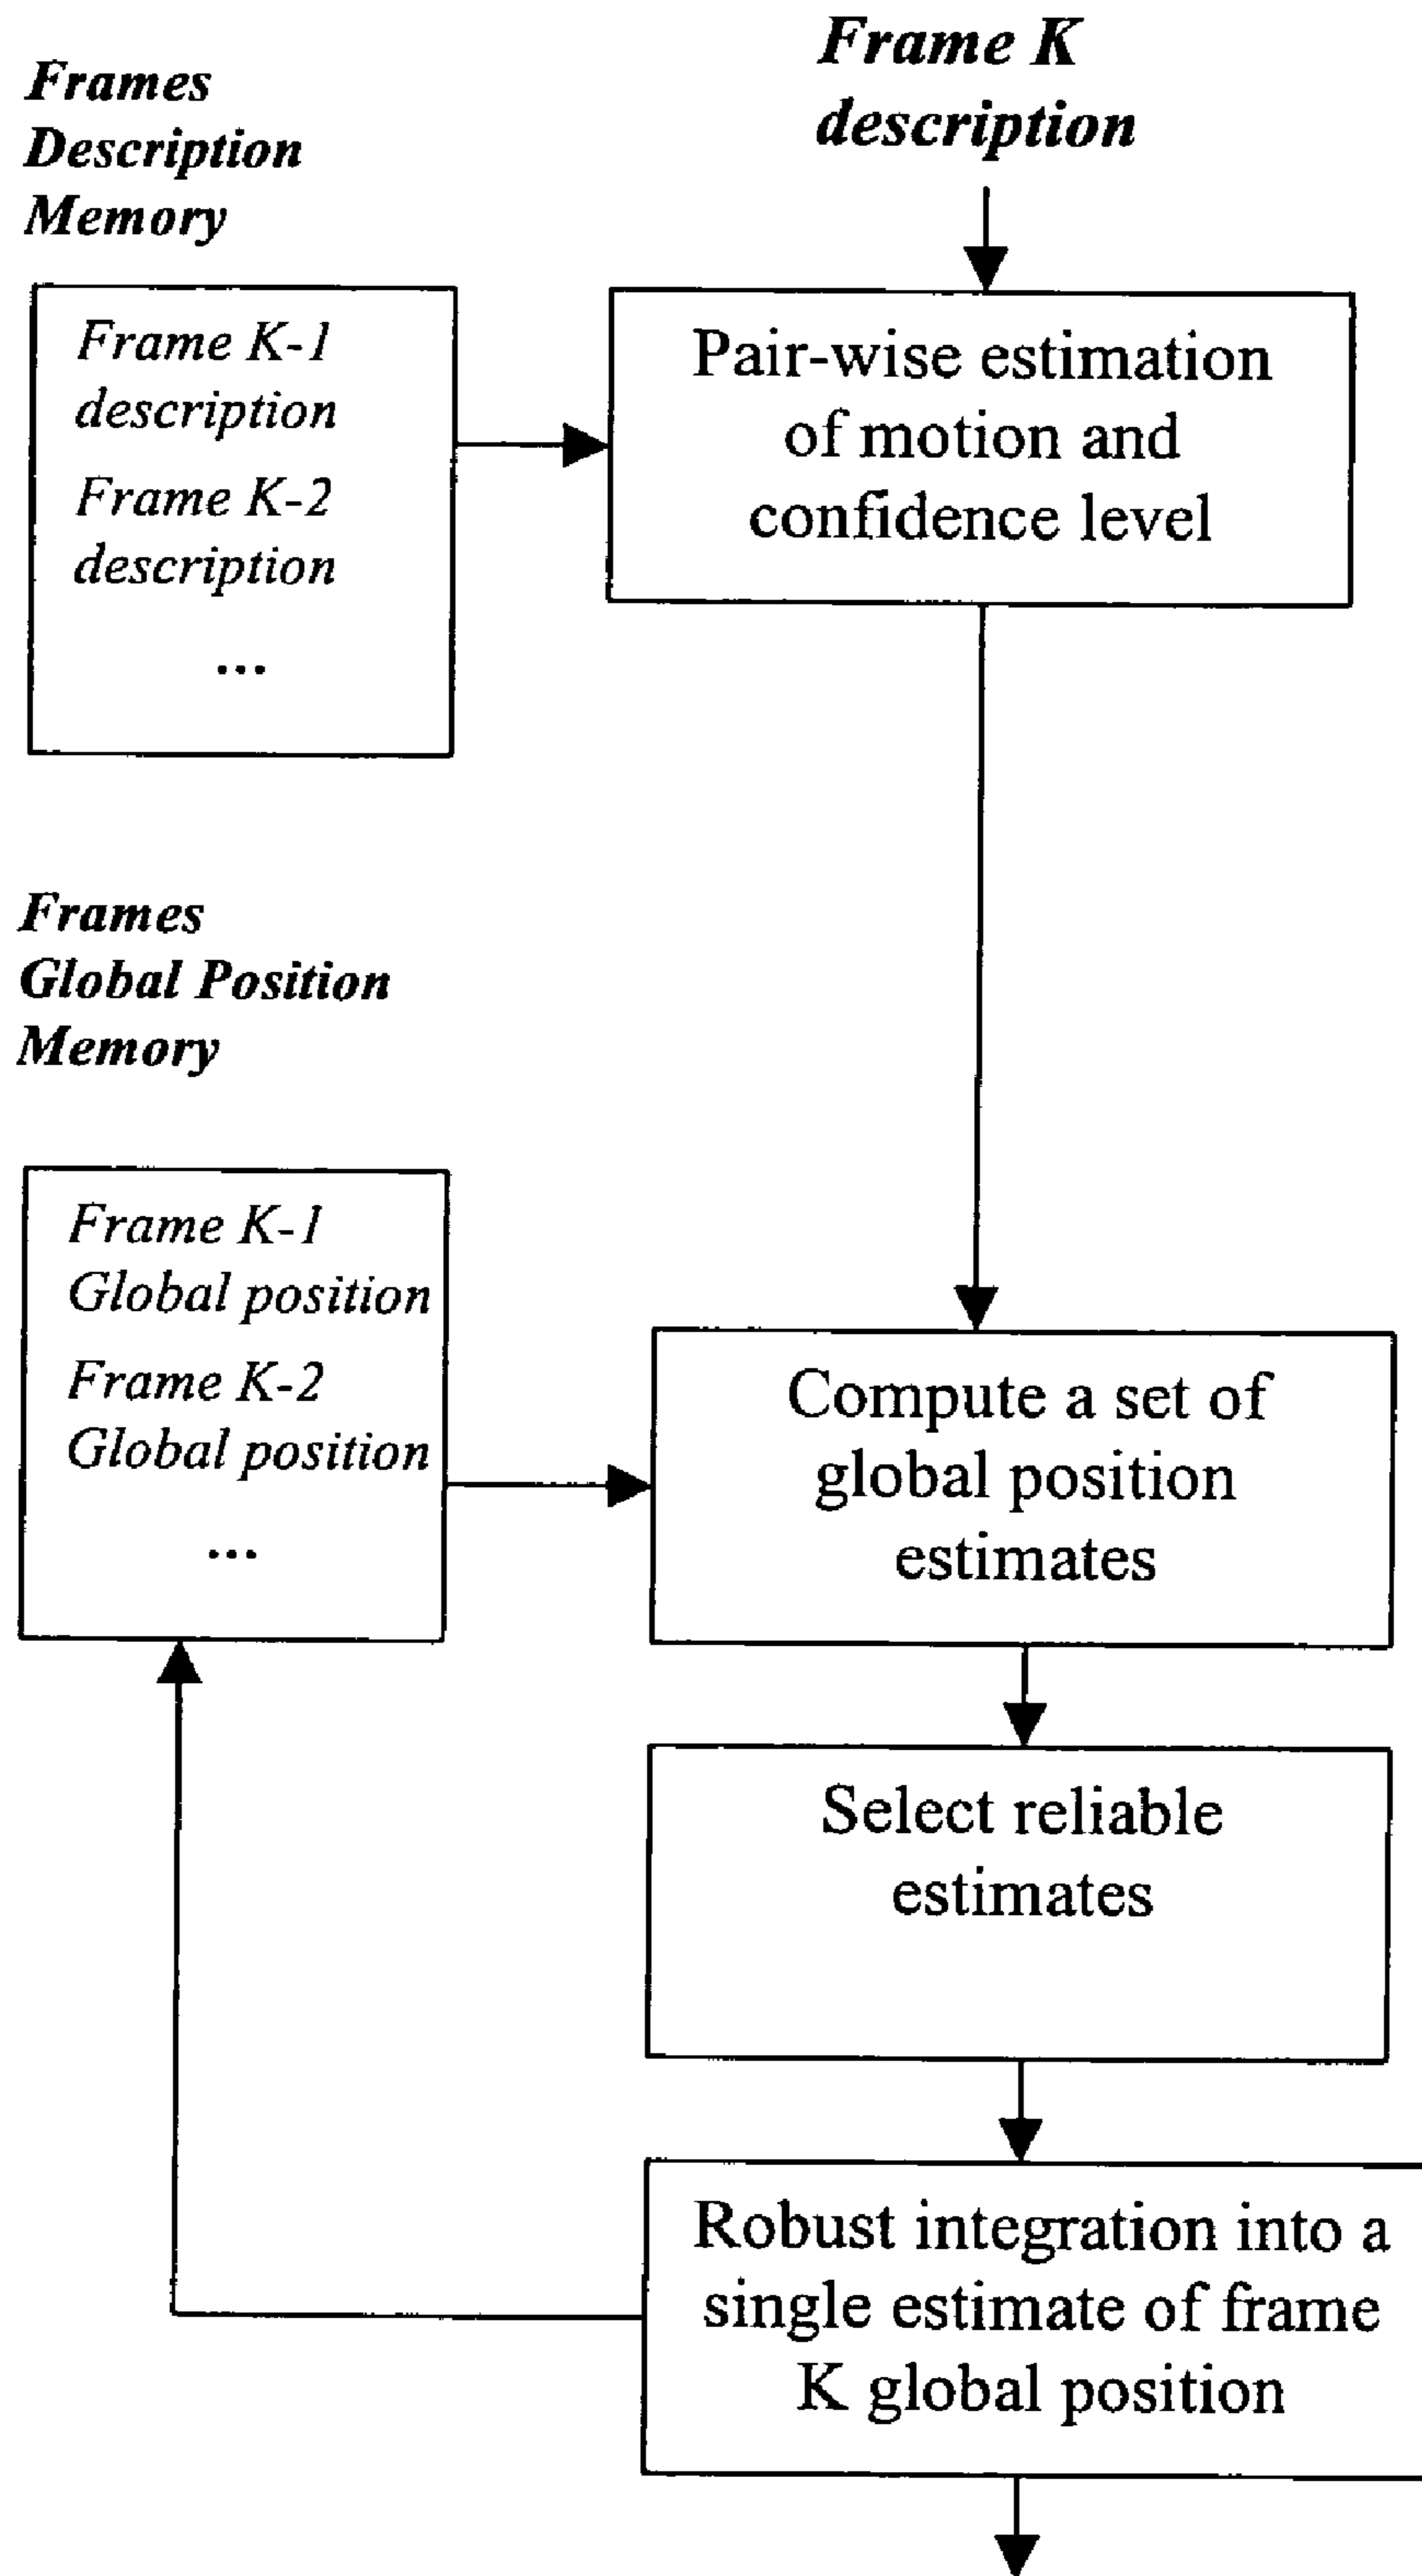 Frame K
description
Frames
Description
Memory
Frame K-1
description
Frame K-2
description
...
Pair-wise estimation
of motion and
confidence level
Frames
Global Position
Memory
Frame K-1
Global position
Frame K-2
Global position
...
Compute a set of
global position
estimates
Select reliable
estimates
Robust integration into a
single estimate of frame
K global position